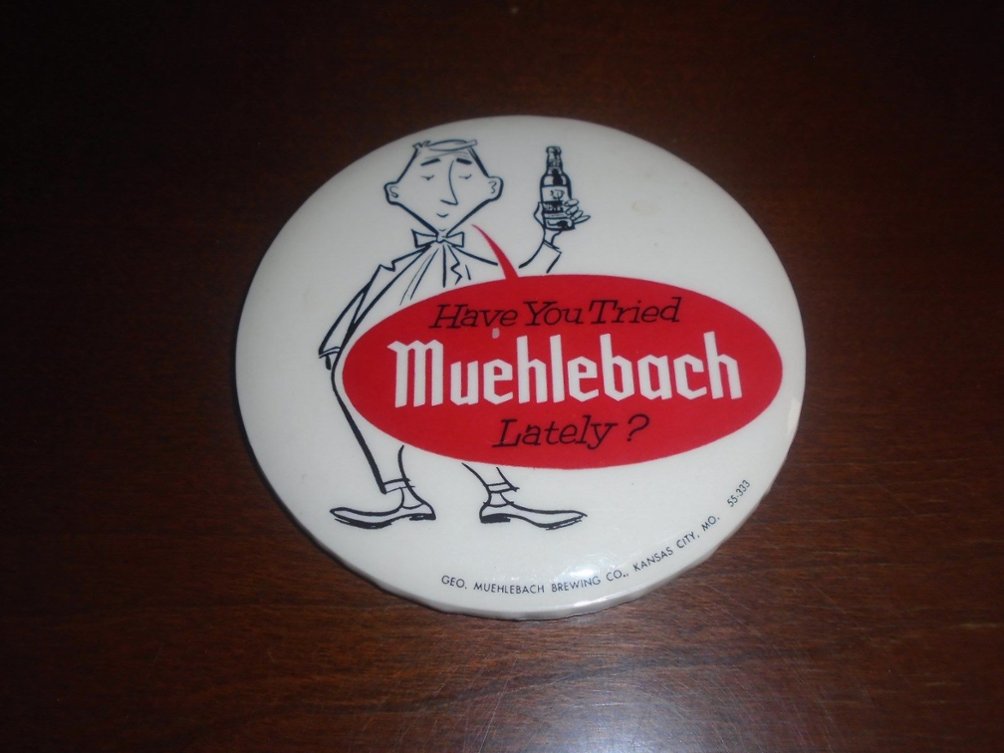 Have You Tried
Muehlebach
Lately?
GEO. MUEHLEBACH BREWING CO., KANSAS CITY, MO. 55-333